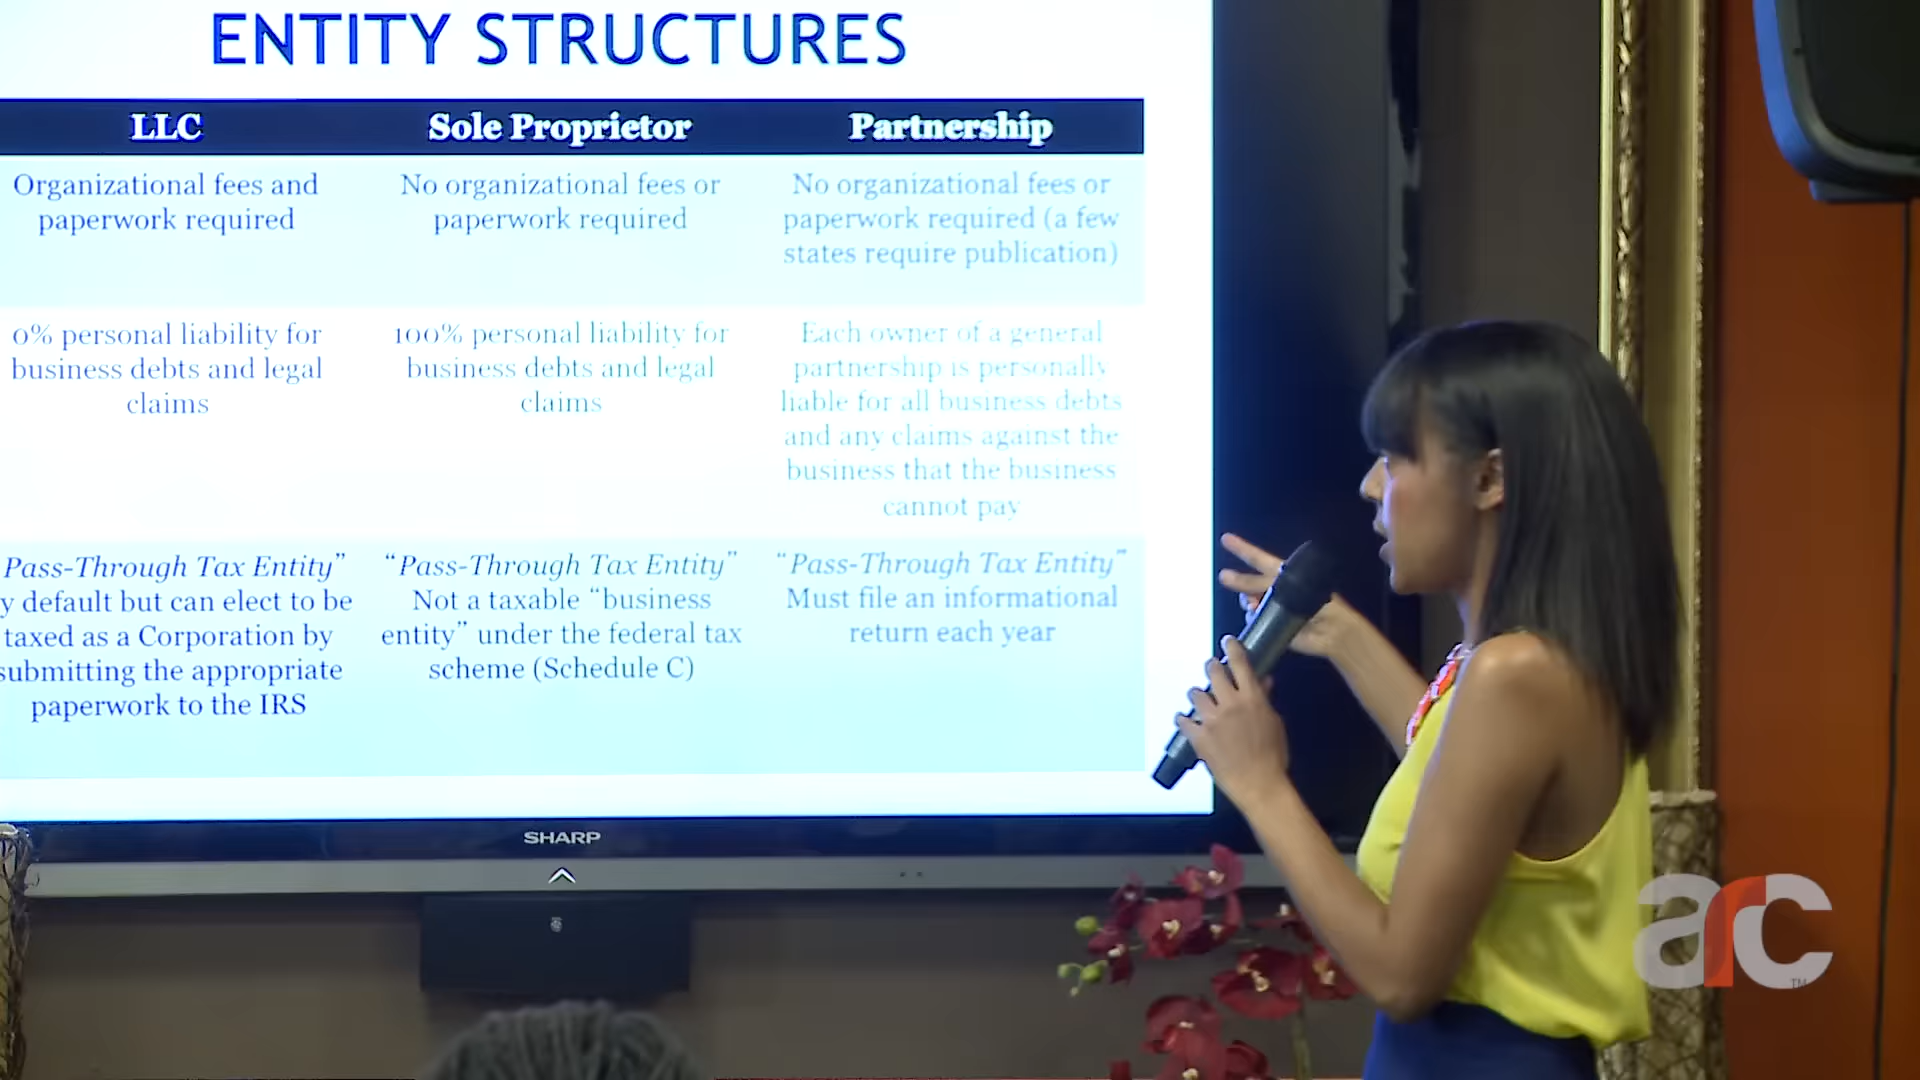 ENTITY STRUCTURES
LLC
Organizational fees and
paperwork required
0% personal liability for
business debts and legal
claims
Pass-Through Tax Entity”
y default but can elect to be
taxed as a Corporation by
submitting the appropriate
paperwork to the IRS
Sole Proprietor
No organizational fees or
paperwork required
100% personal liability for
business debts and legal
claims
“Pass-Through Tax Entity”
Not a taxable “business
entity” under the federal tax
scheme (Schedule C)
Partnership
No organizational fees or
paperwork required (a few
states require publication)
Each owner of a general
partnership is personally
liable for all business debts
and any claims against the
business that the business
cannot pay
“Pass-Through Tax Entity”
Must file an informational
return each year
SHARP
arc
TM